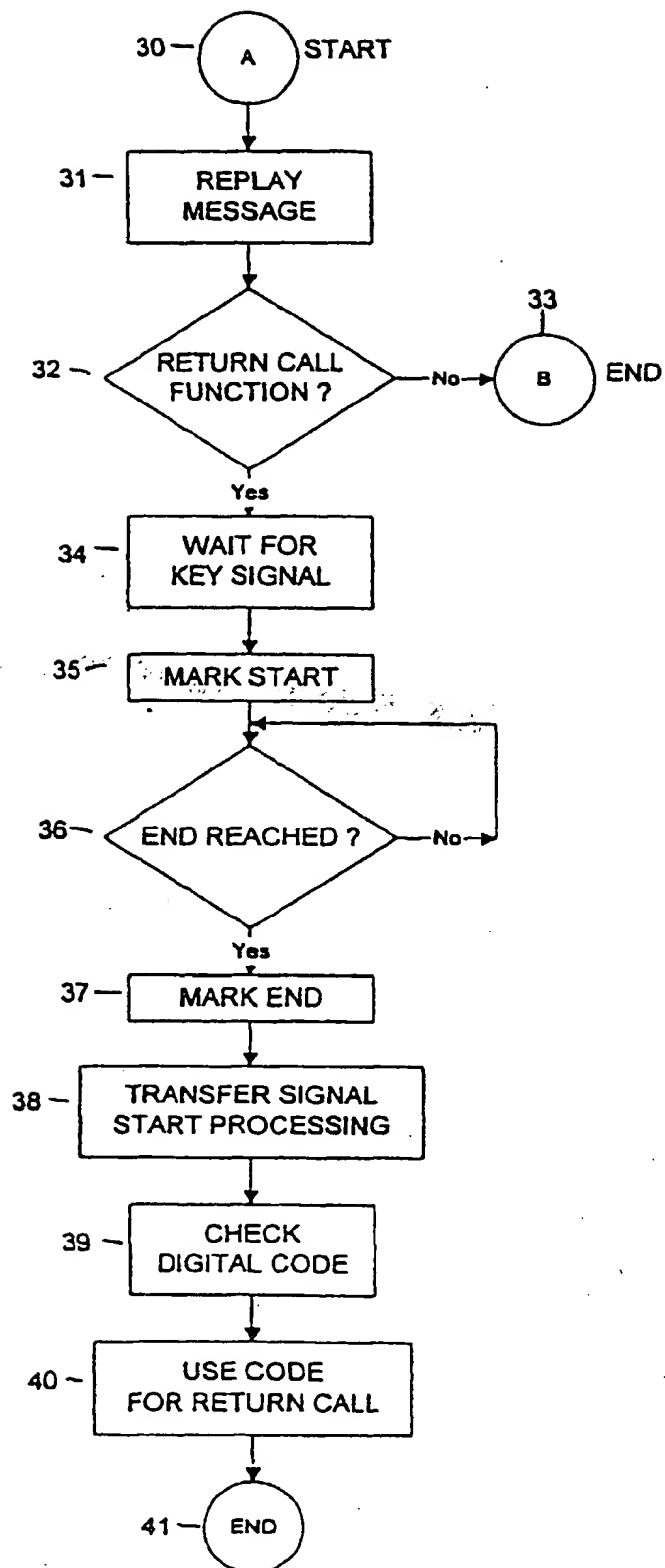 30 A START
31 REPLAY
MESSAGE
33
32 RETURN CALL
FUNCTION ?
No B END
Yes
34 WAIT FOR
KEY SIGNAL
35 MARK START
36 END REACHED ? No
Yes
37 MARK END
38 TRANSFER SIGNAL
START PROCESSING
39 CHECK
DIGITAL CODE
40 USE CODE
FOR RETURN CALL
41 END